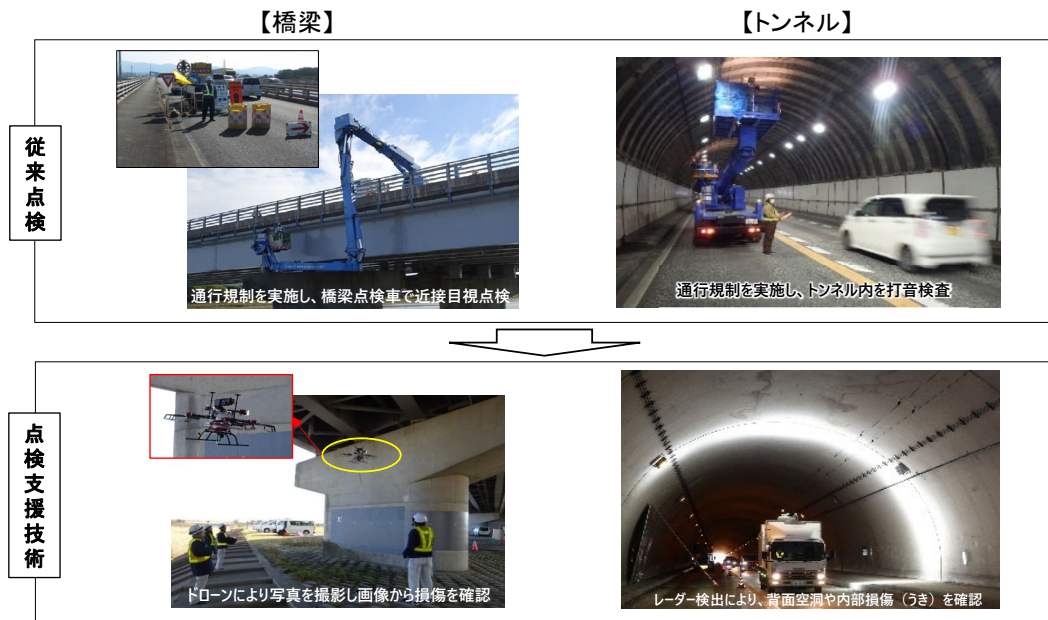 【橋梁】
【トンネル】
従来点検
通行規制を実施し、橋梁点検車で近接目視点検
通行規制を実施し、トンネル内を打音検査
点検支援技術
ドローンにより写真を撮影し画像から損傷を確認
レーダー検出により、背面空洞や内部損傷（うき）を確認